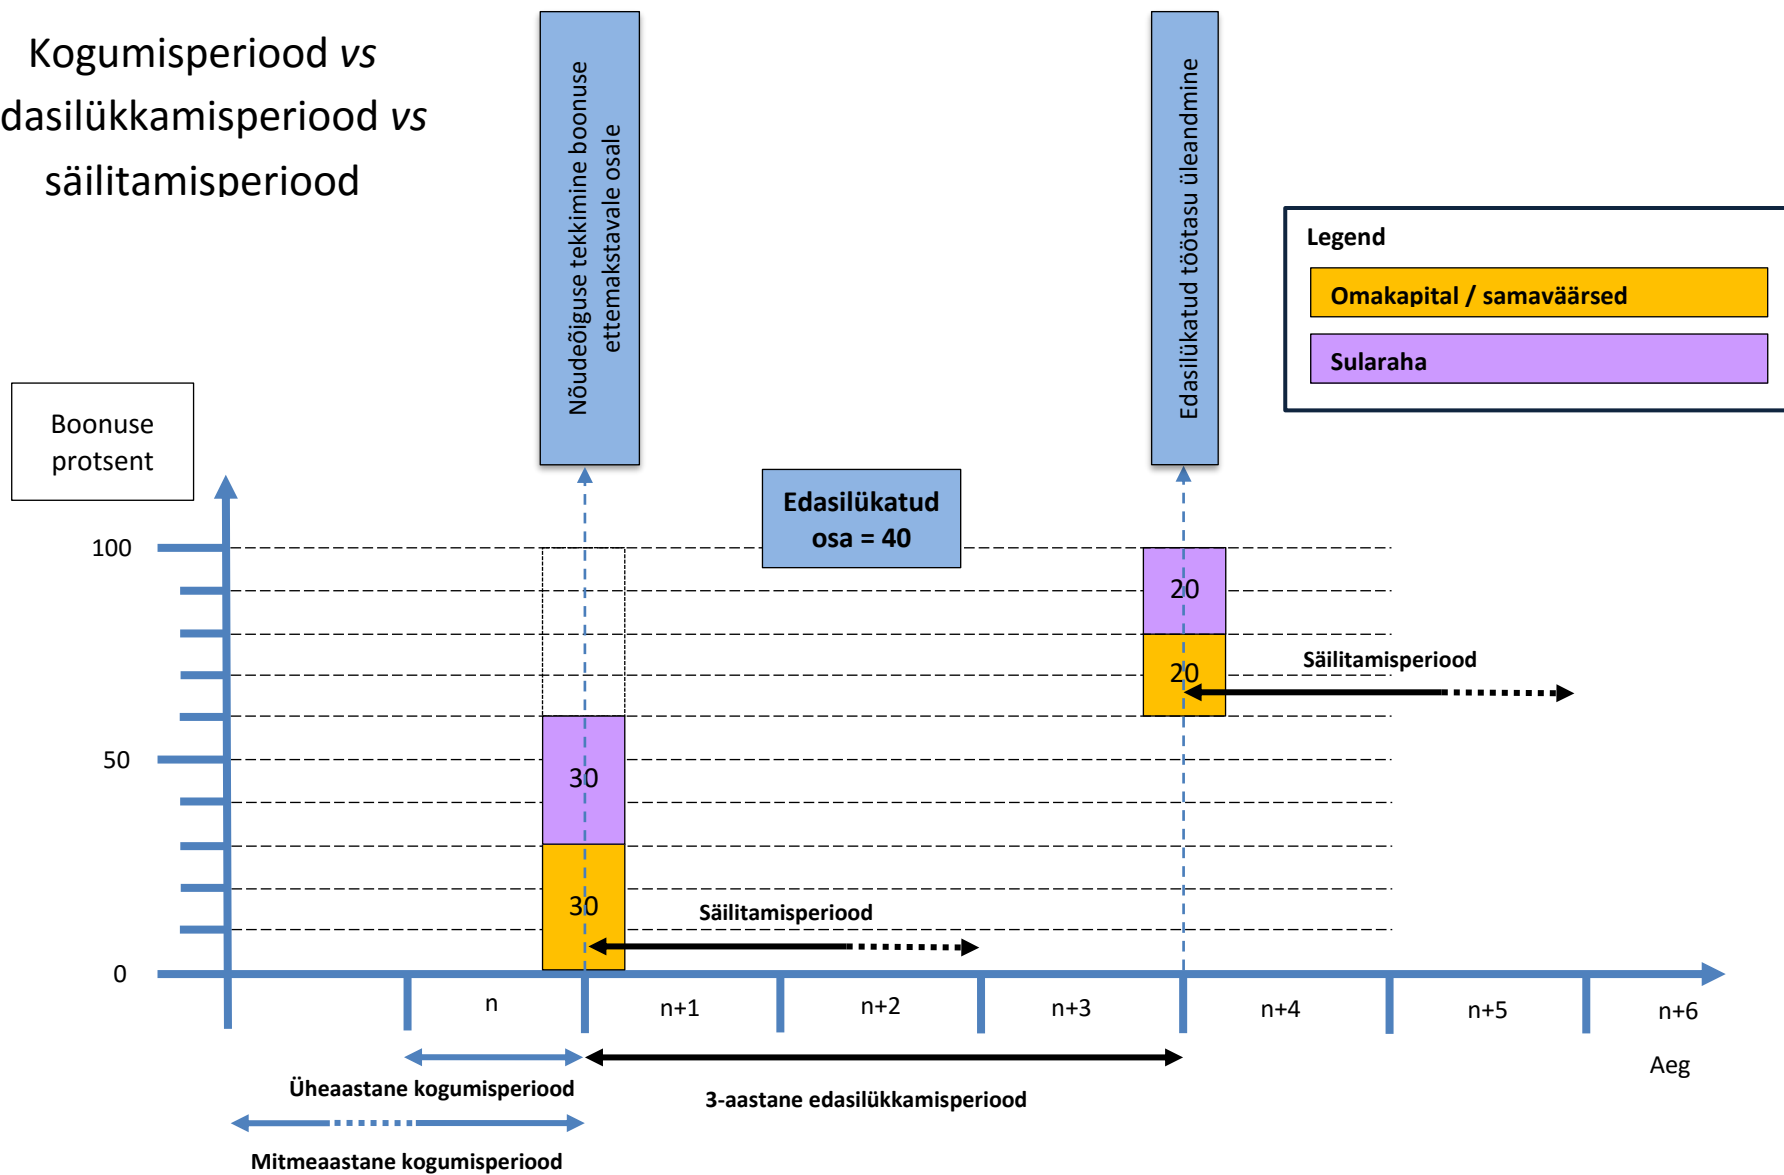 Kogumisperiood vs
dasilükkamisperiood vs
säilitamisperiood
Nõudeõiguse tekkimine boonuse
ettemakstavale osale
Edasilükatud töötasu üleandmine
Legend
Omakapital / samaväärsed
Sularaha
Boonuse
protsent
Edasilükatud
osa = 40
100
20
20
Säilitamisperiood
50
30
30
Säilitamisperiood
0
n
n+1
n+2
n+3
n+4
n+5
n+6
Aeg
Üheaastane kogumisperiood
3-aastane edasilükkamisperiood
Mitmeaastane kogumisperiood